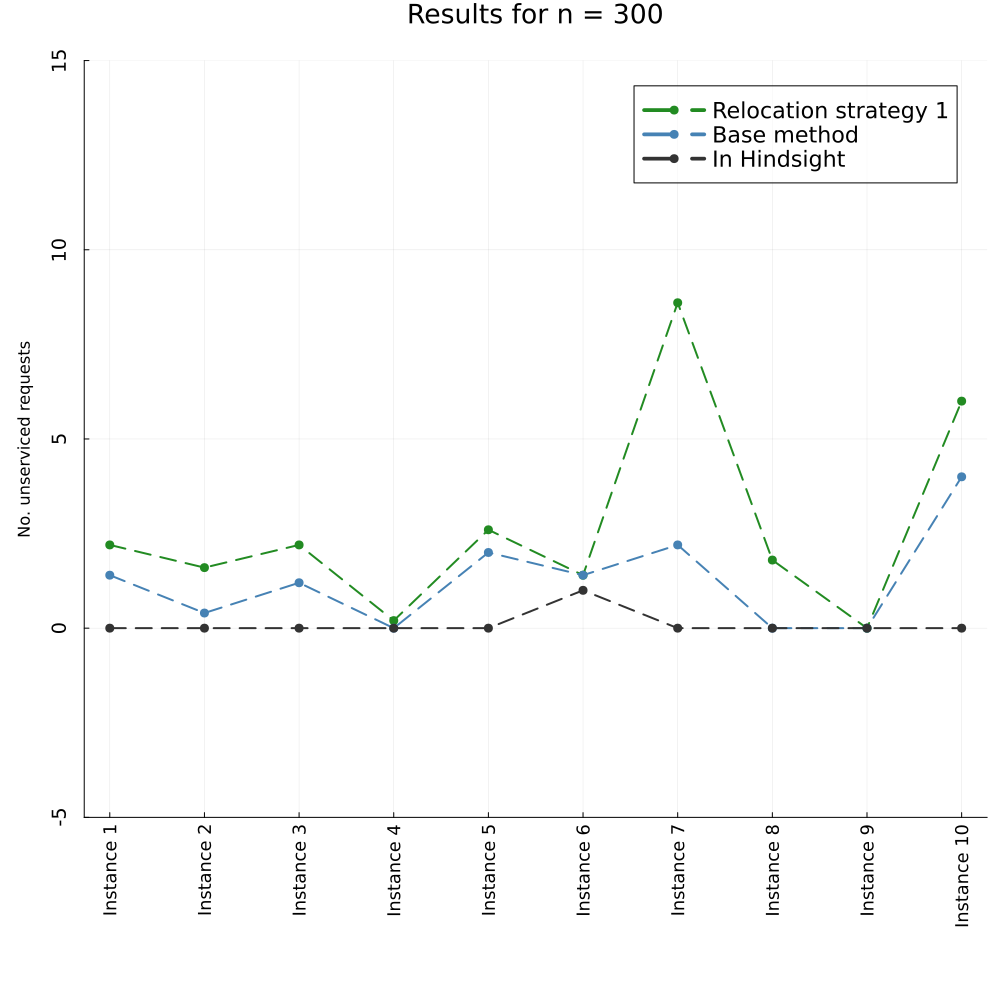 Results for n = 300
Relocation strategy 1
Base method
In Hindsight
No. unserviced requests
15
10
5
0
-5
Instance 1
Instance 2
Instance 3
Instance 4
Instance 5
Instance 6
Instance 7
Instance 8
Instance 9
Instance 10